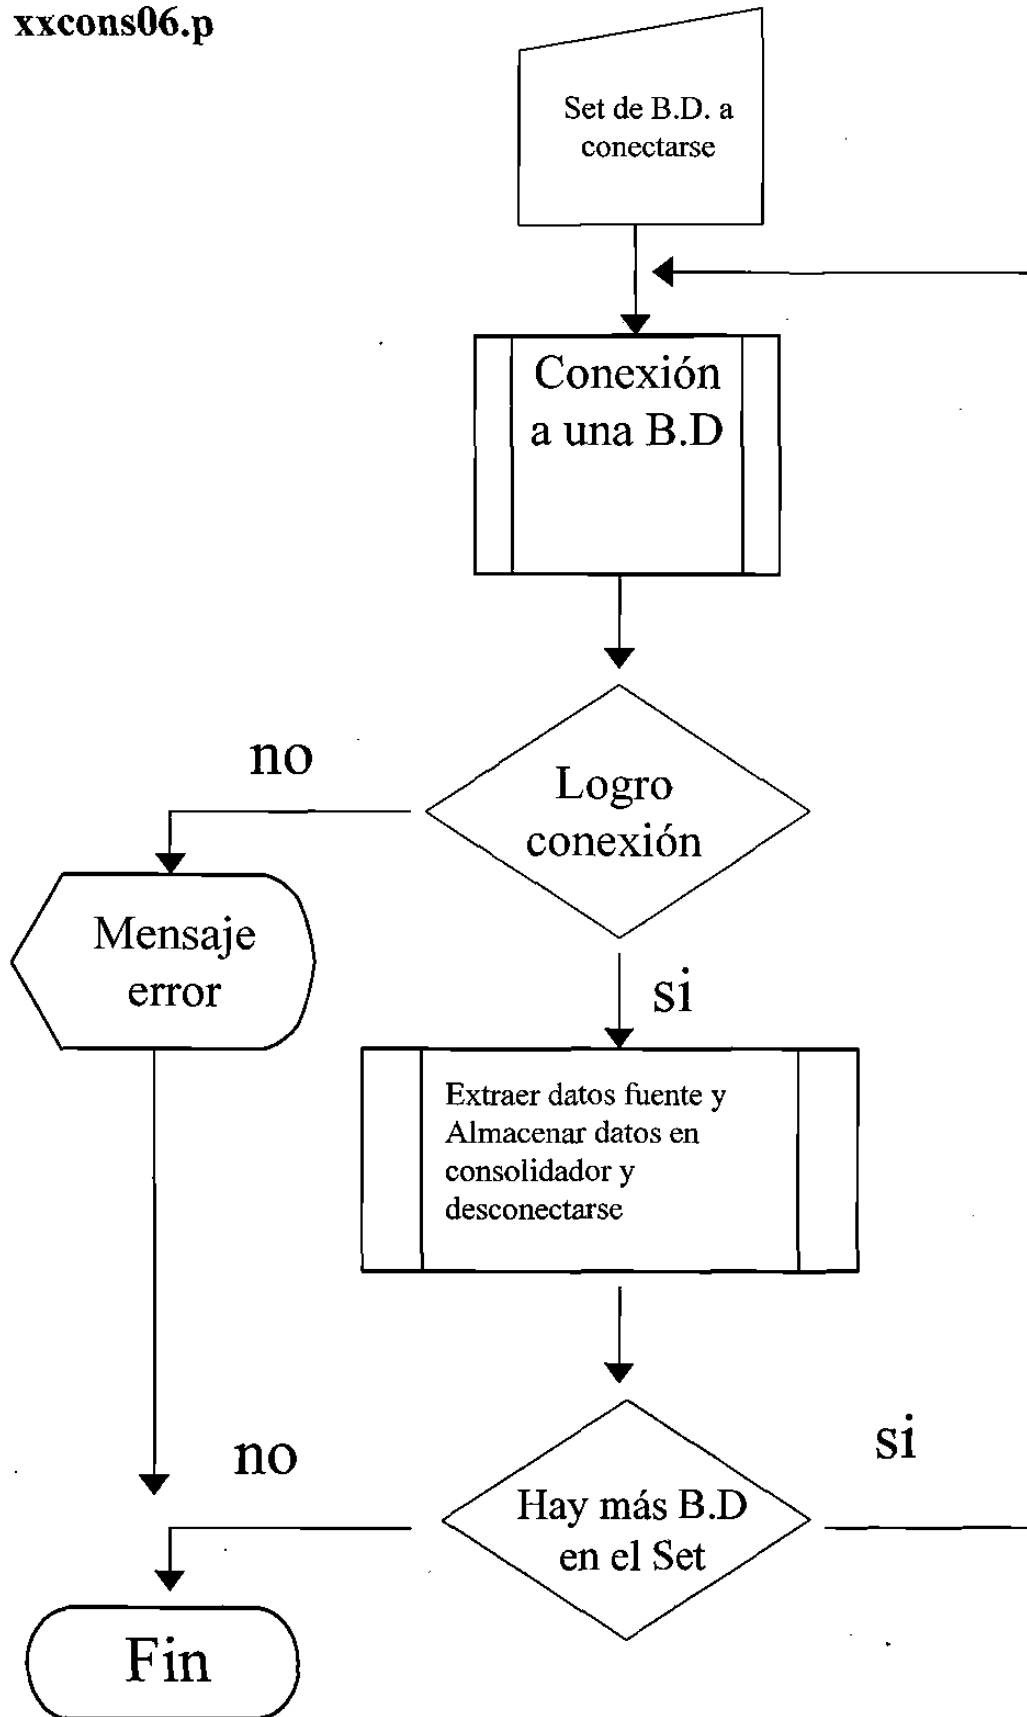 xxcons06.p
Set de B.D. a
conectarse
Conexión
a una B.D
no
Logro
conexión
Mensaje
error
si
Extraer datos fuente y
Almacenar datos en
consolidador y
desconectarse
no
si
Hay más B.D
en el Set
Fin